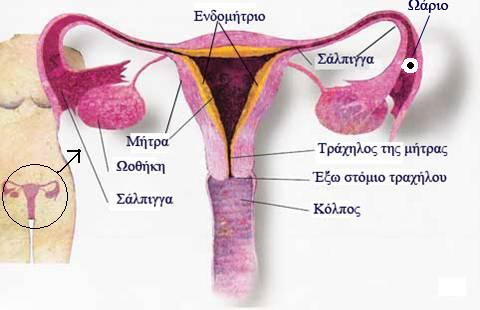 Ωάριο
Ενδομήτριο
Σάλπιγγα
Μήτρα
Τράχηλος της μήτρας
Ωοθήκη
Έξω στόμιο τραχήλου
Σάλπιγγα
Κόλπος